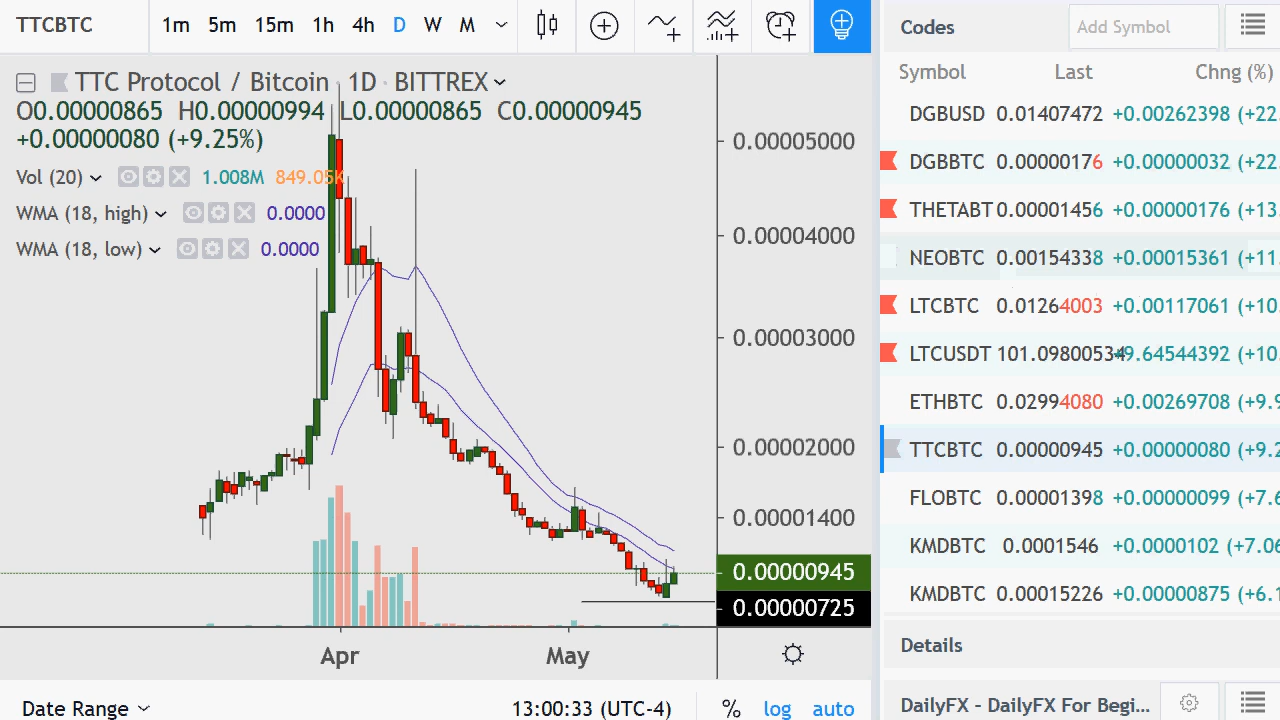 TTCBTC 1m 5m 15m 1h 4h D W M
TTC Protocol / Bitcoin · 1D · BITTREX
O0.00000865 H0.00000994 L0.00000865 C0.00000945
+0.00000080 (+9.25%)
Vol (20) 1.008M 849.05K
WMA (18, high) 0.0000
WMA (18, low) 0.0000
0.00005000
0.00004000
0.00003000
0.00002000
0.00001400
0.00000945
0.00000725
Apr May
Date Range 13:00:33 (UTC-4) % log auto
Codes Add Symbol
Symbol Last Chng (%)
DGBUSD 0.01407472 +0.00262398 (+22.
DGBBTC 0.00000176 +0.00000032 (+22.
THETABT 0.00001456 +0.00000176 (+13.
NEOBTC 0.00154338 +0.00015361 (+11.
LTCBTC 0.01264003 +0.00117061 (+10.
LTCUSDT 101.09800534 +9.64544392 (+10.
ETHBTC 0.02994080 +0.00269708 (+9.9
TTCBTC 0.00000945 +0.00000080 (+9.2
FLOBTC 0.00001398 +0.00000099 (+7.6
KMDBTC 0.0001546 +0.0000102 (+7.06
KMDBTC 0.00015226 +0.00000875 (+6.1
Details
DailyFX - DailyFX For Begi...